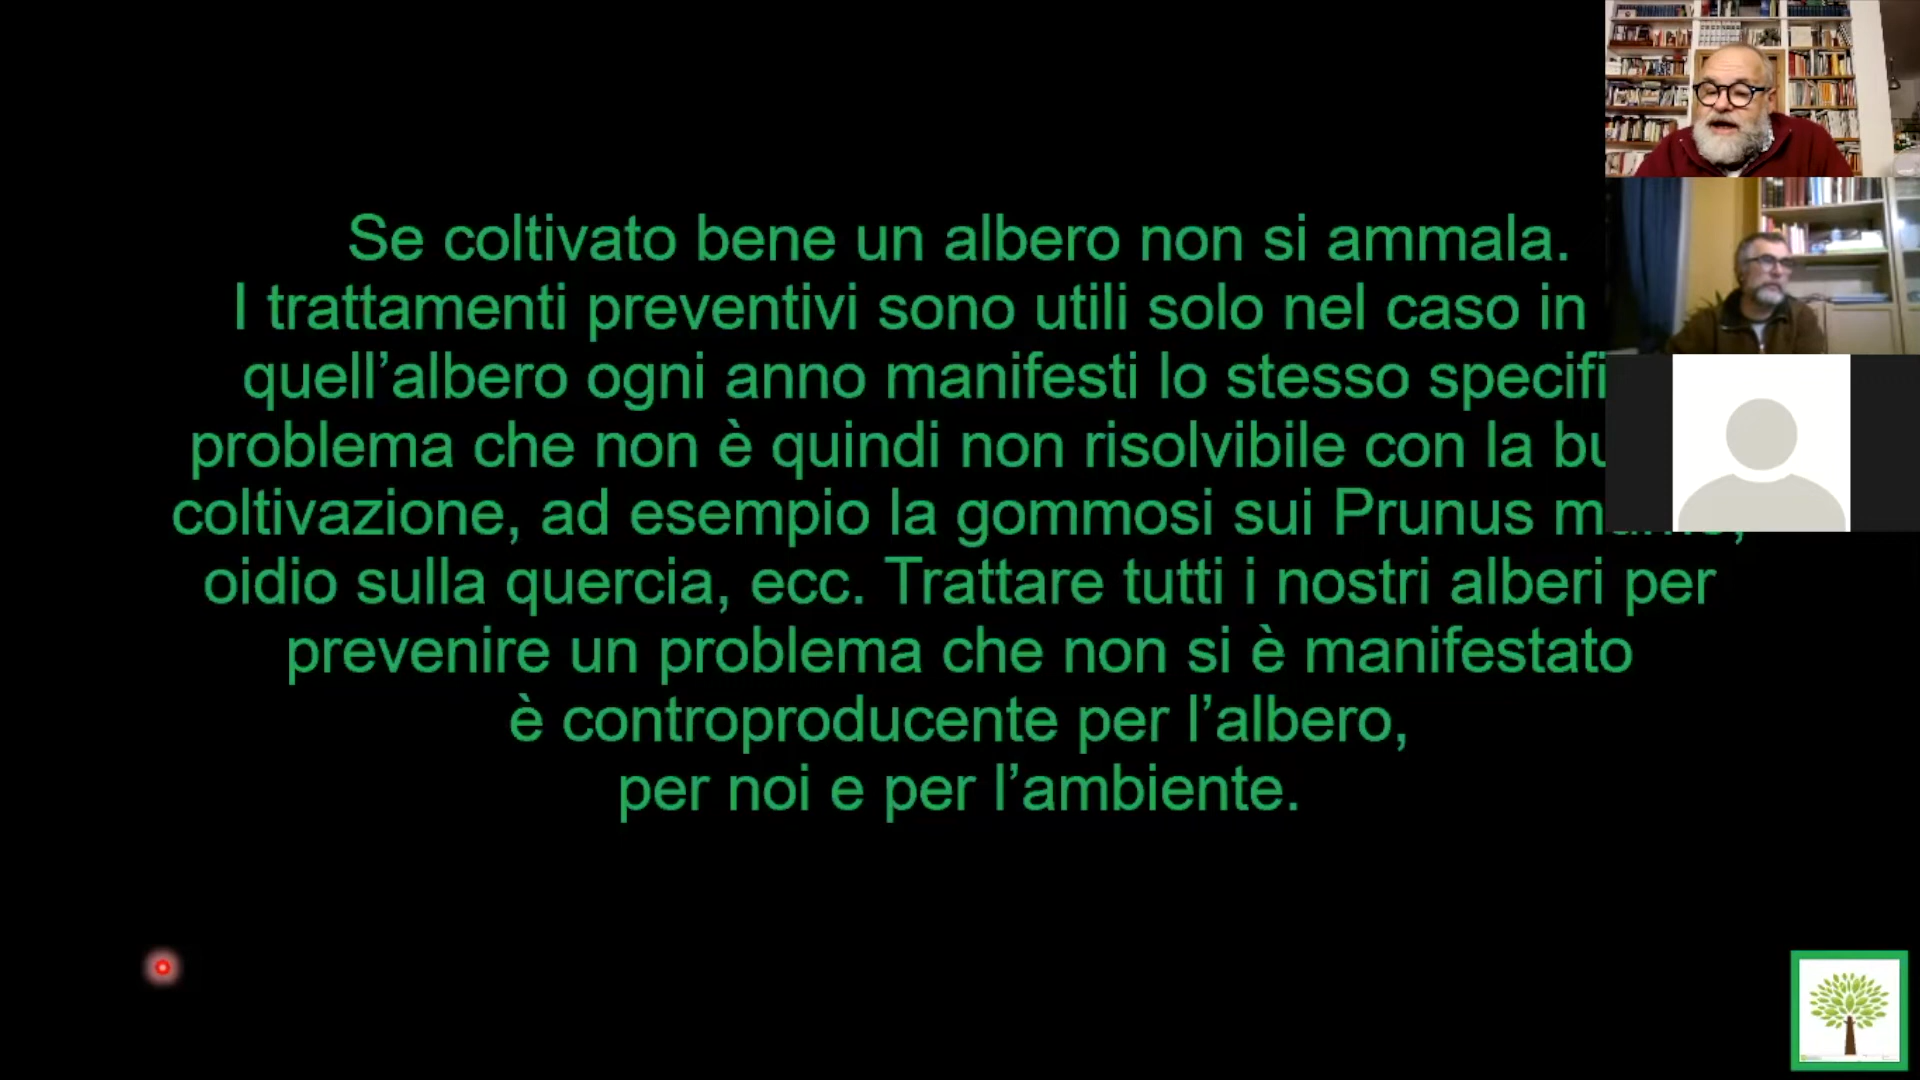 Se coltivato bene un albero non si ammala.
I trattamenti preventivi sono utili solo nel caso in
quell’albero ogni anno manifesti lo stesso
problema che non è quindi non risolvibile con la
coltivazione, ad esempio la gommosi sui Prunus
oidio sulla quercia, ecc. Trattare tutti i nostri alberi per
prevenire un problema che non si è manifestato
è controproducente per l’albero,
per noi e per l’ambiente.